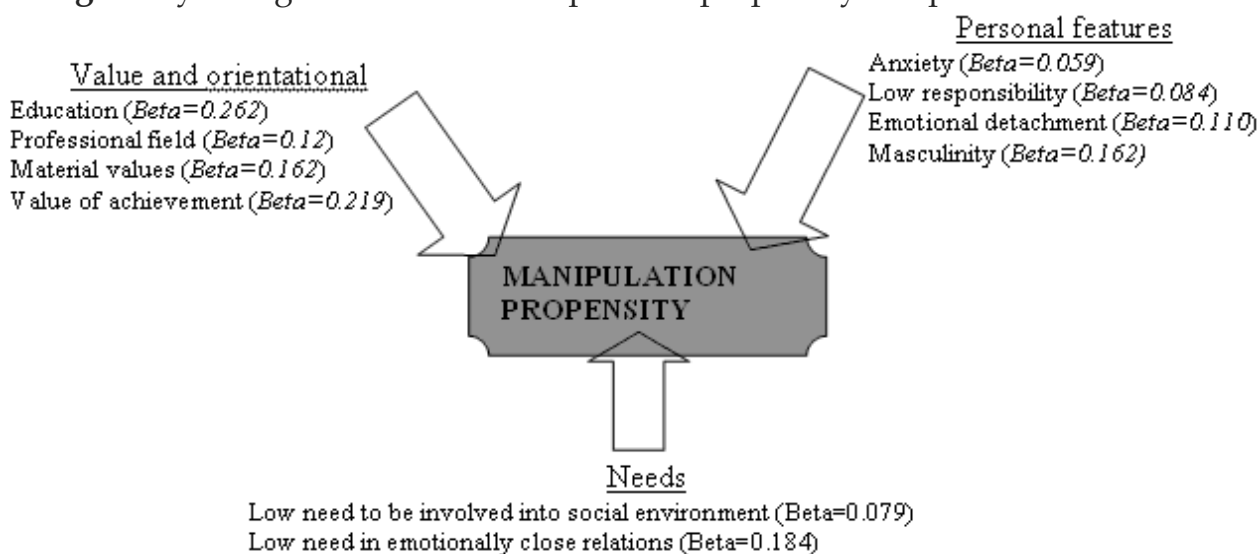 Personal features
Anxiety (Beta=0.059)
Low responsibility (Beta=0.084)
Emotional detachment (Beta=0.110)
Masculinity (Beta=0.162)
Value and orientational
Education (Beta=0.262)
Professional field (Beta=0.12)
Material values (Beta=0.162)
Value of achievement (Beta=0.219)
MANIPULATION
PROPENSITY
Needs
Low need to be involved into social environment (Beta=0.079)
Low need in emotionally close relations (Beta=0.184)